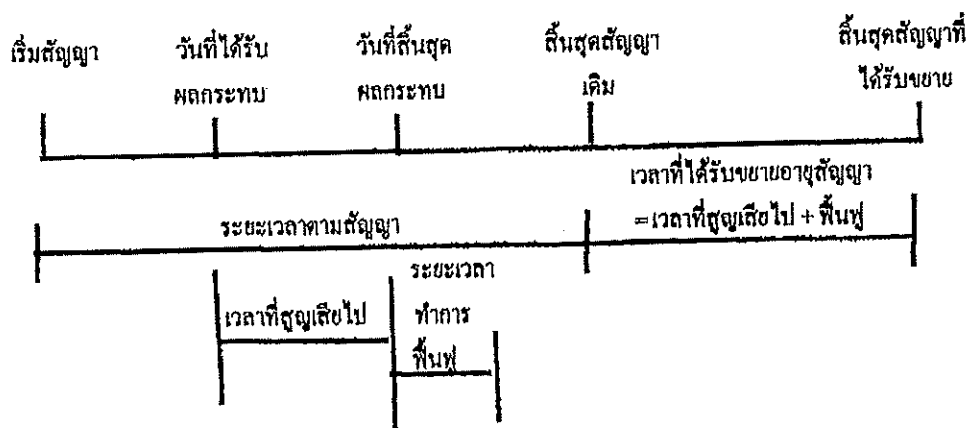 เริ่มสัญญา
วันที่ได้รับ
ผลกระทบ
วันที่สิ้นสุด
ผลกระทบ
สิ้นสุดสัญญา
เดิม
สิ้นสุดสัญญาที่
ได้รับขยาย
เวลาที่ได้รับขยายอายุสัญญา
=เวลาที่สูญเสียไป + ฟื้นฟู
ระยะเวลาตามสัญญา
เวลาที่สูญเสียไป
ระยะเวลา
ทำการ
ฟื้นฟู